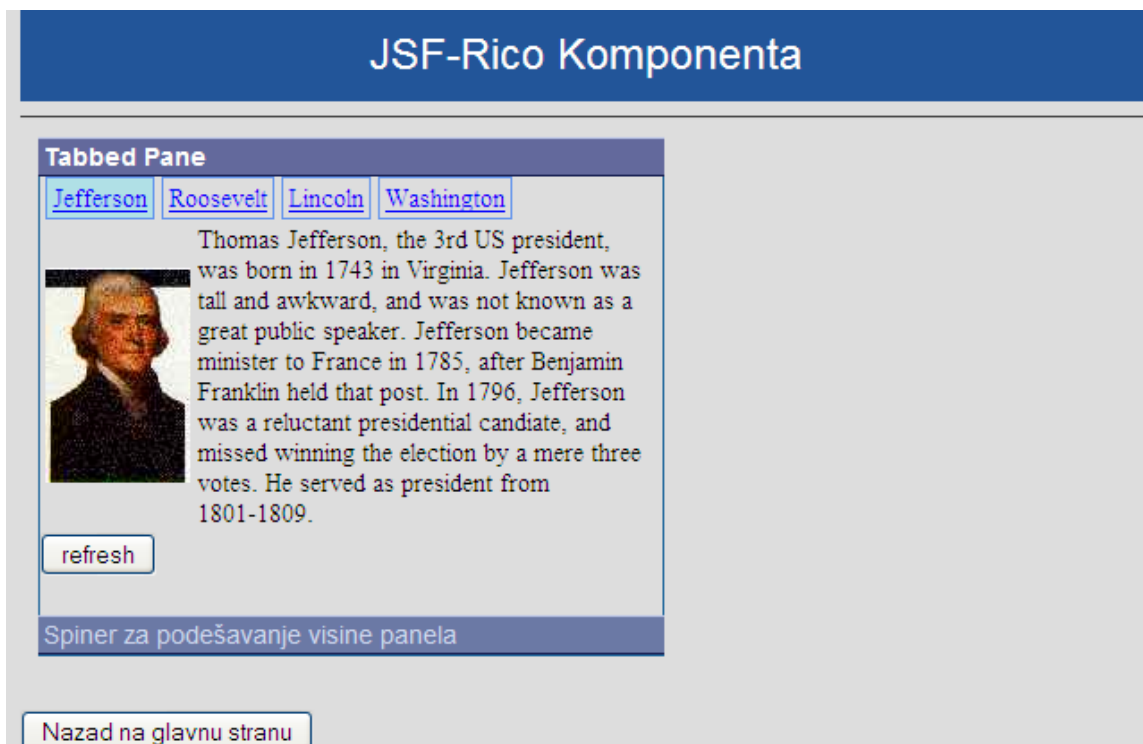 JSF-Rico Komponenta
Tabbed Pane
Jefferson Roosevelt Lincoln Washington
Thomas Jefferson, the 3rd US president,
was born in 1743 in Virginia. Jefferson was
tall and awkward, and was not known as a
great public speaker. Jefferson became
minister to France in 1785, after Benjamin
Franklin held that post. In 1796, Jefferson
was a reluctant presidential candiate, and
missed winning the election by a mere three
votes. He served as president from
1801-1809.
refresh
Spiner za podešavanje visine panela
Nazad na glavnu stranu